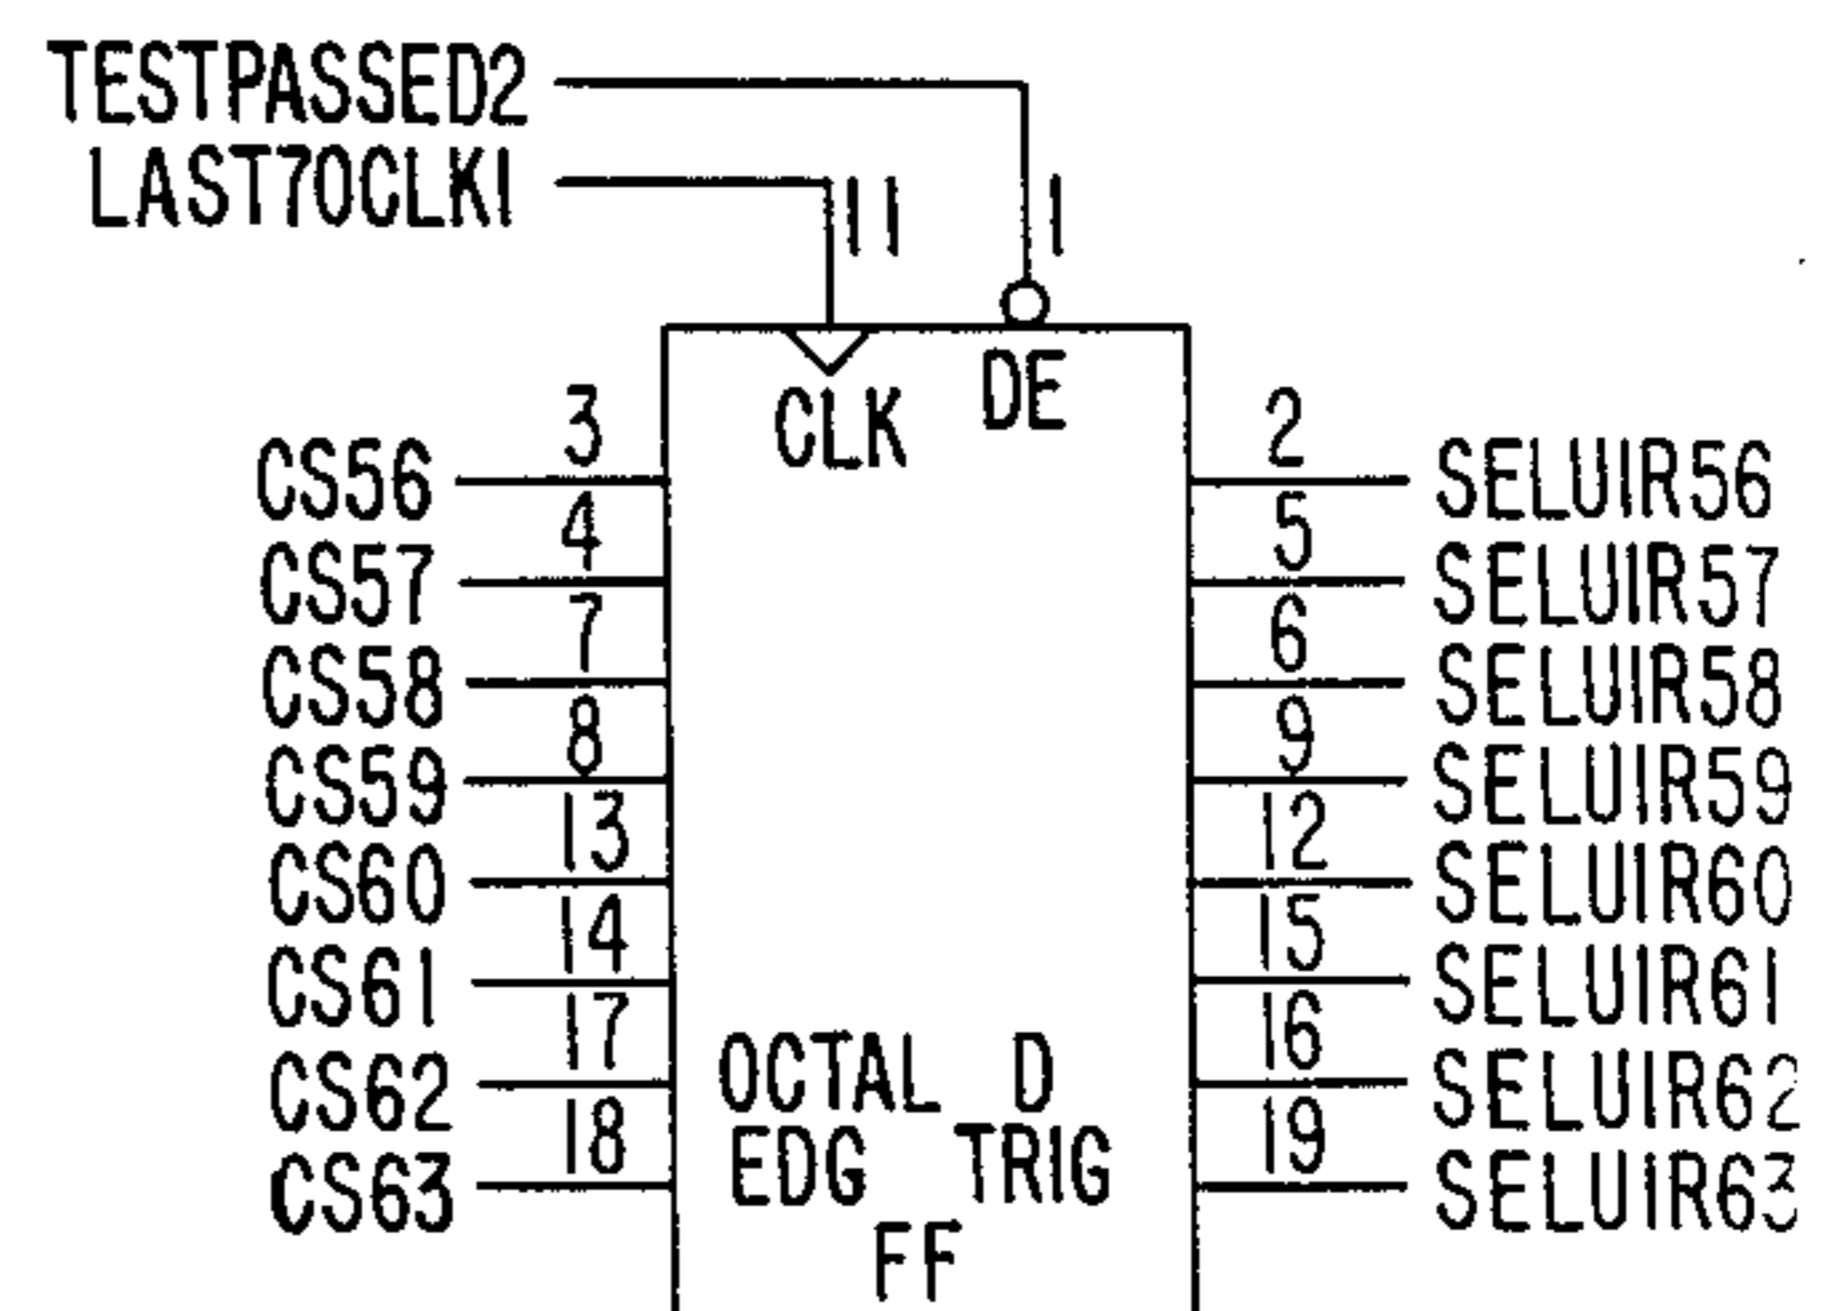 TESTPASSED2
LAST70CLK1
11 1
CLK DE
CS56 3 2 SELUIR56
CS57 4 5 SELUIR57
CS58 7 6 SELUIR58
CS59 8 9 SELUIR59
CS60 13 12 SELUIR60
CS61 14 15 SELUIR61
CS62 17 16 SELUIR62
CS63 18 19 SELUIR63
OCTAL D
EDG TRIG
FF